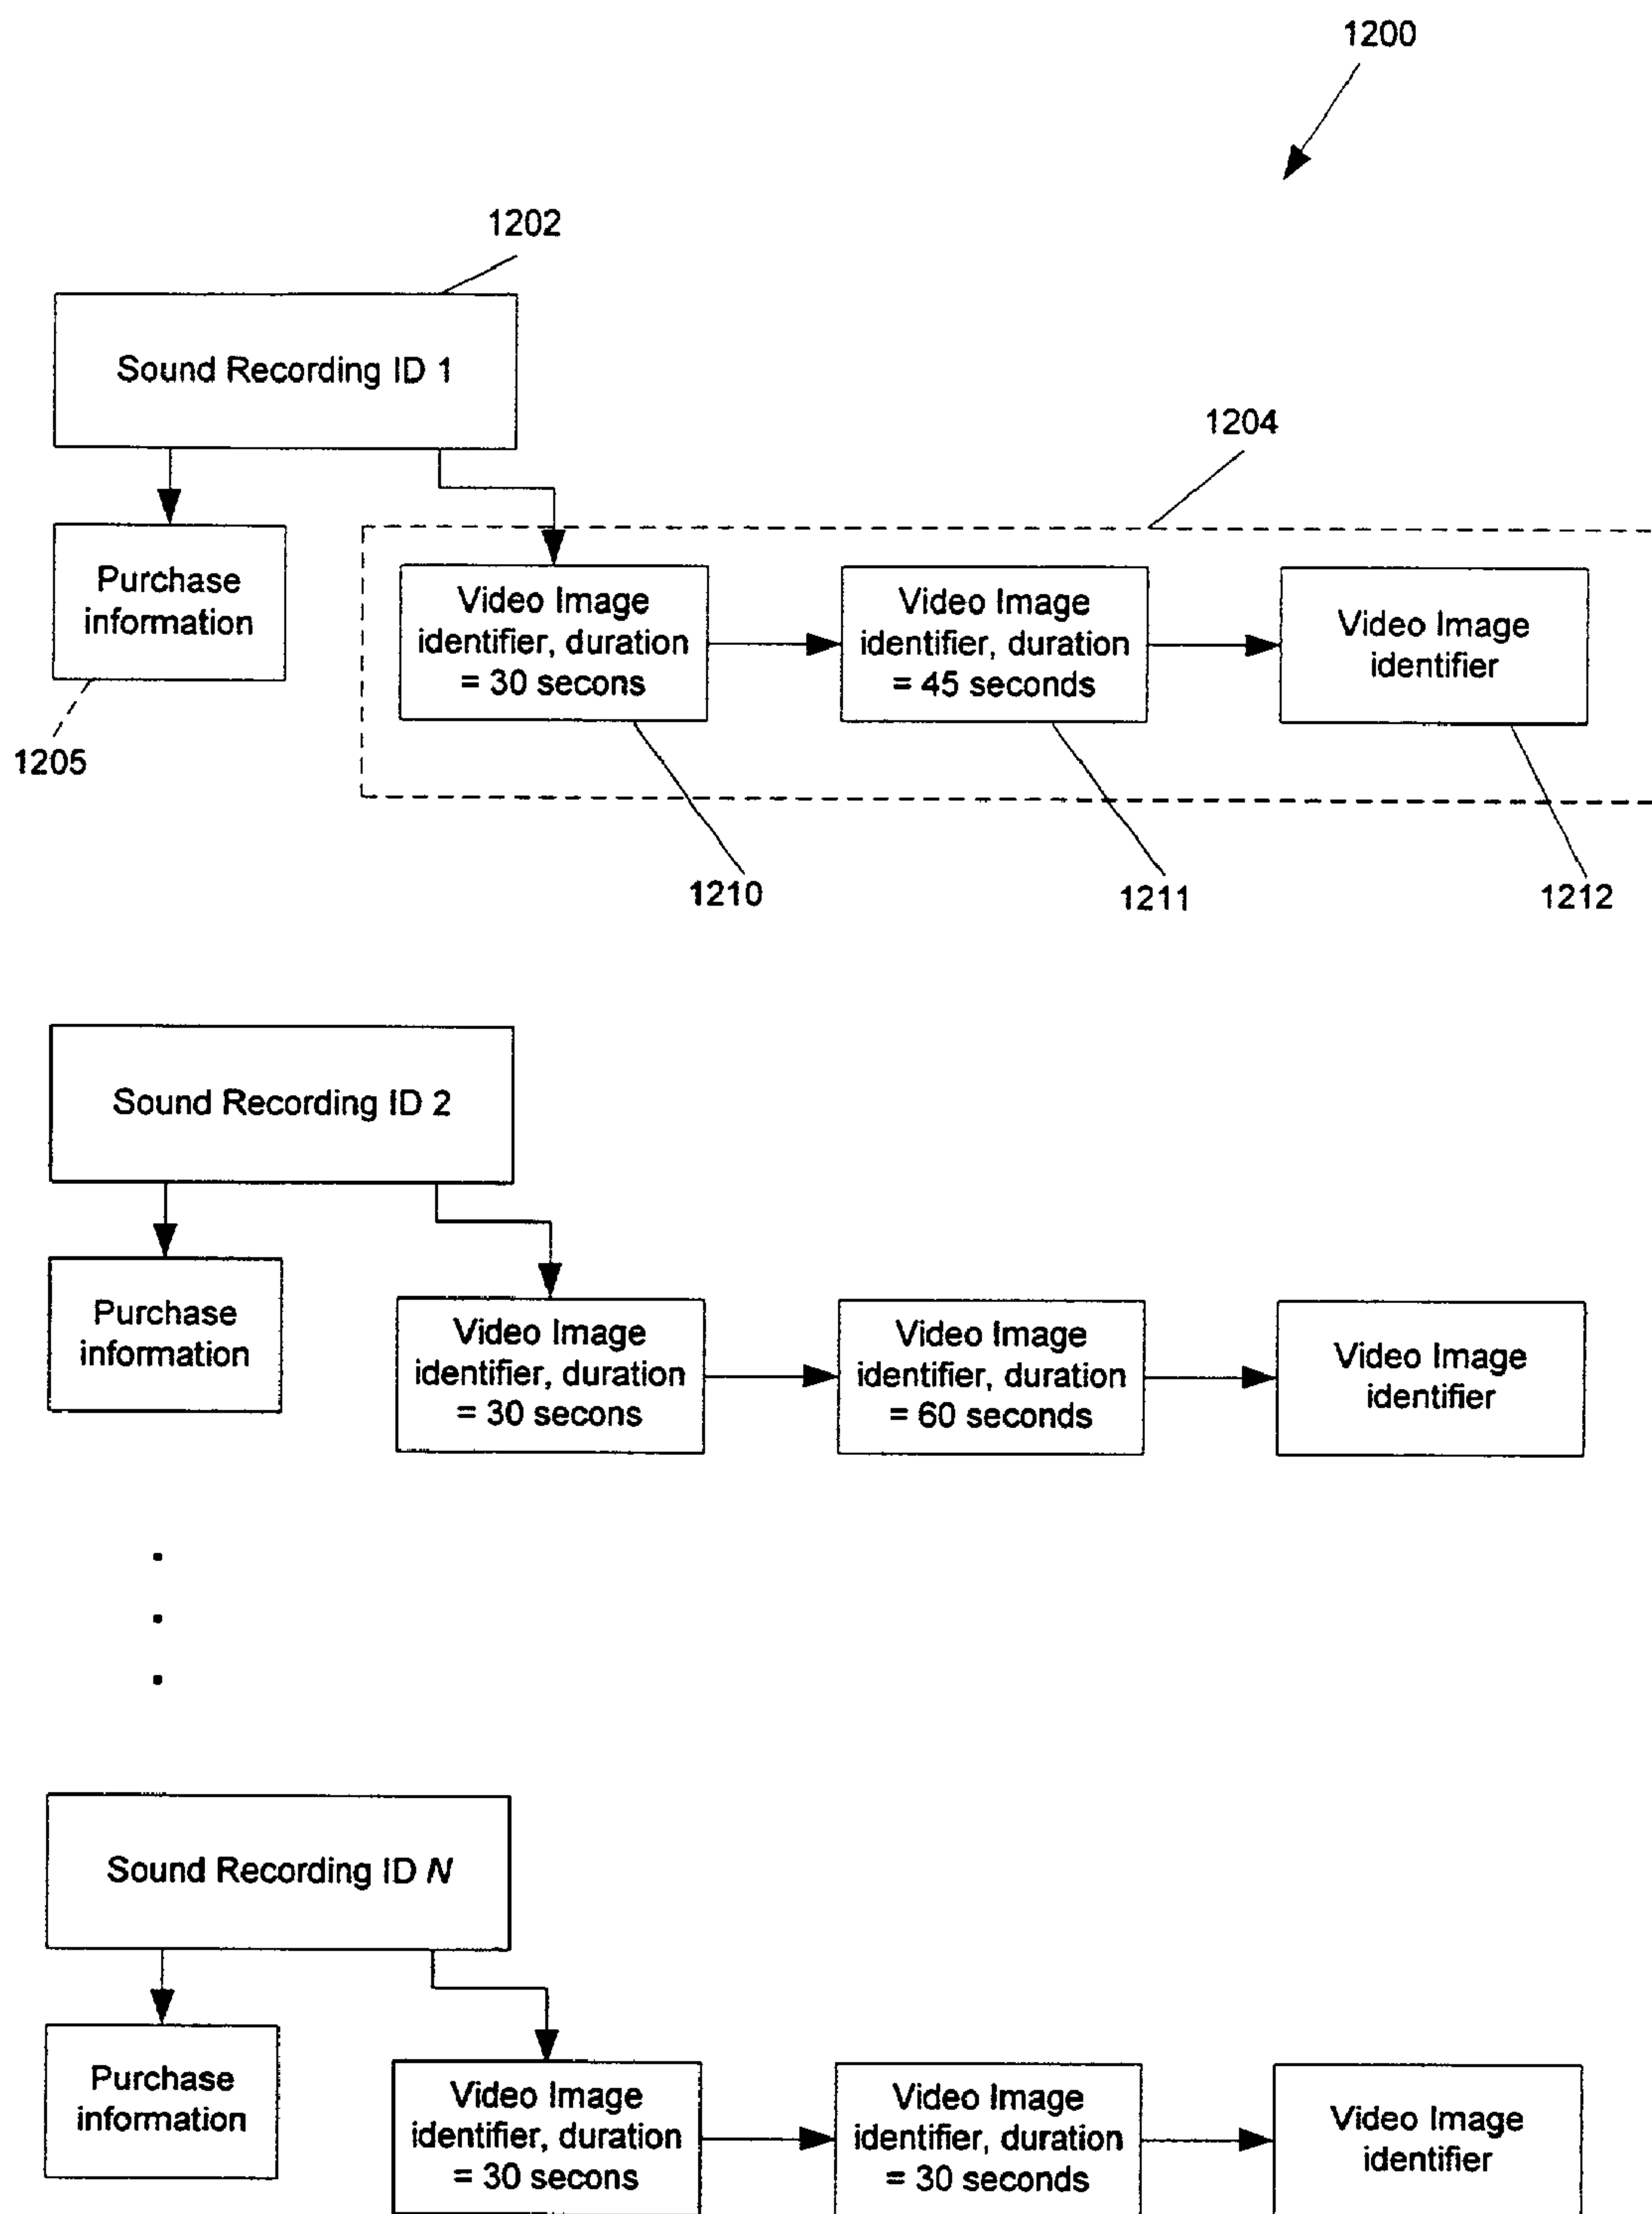 1200
1202
Sound Recording ID 1
1204
Purchase
information
Video Image
identifier, duration
= 30 secons
Video Image
identifier, duration
= 45 seconds
Video Image
identifier
1205
1210
1211
1212
Sound Recording ID 2
Purchase
information
Video Image
identifier, duration
= 30 secons
Video Image
identifier, duration
= 60 seconds
Video Image
identifier
Sound Recording ID N
Purchase
information
Video Image
identifier, duration
= 30 secons
Video Image
identifier, duration
= 30 seconds
Video Image
identifier